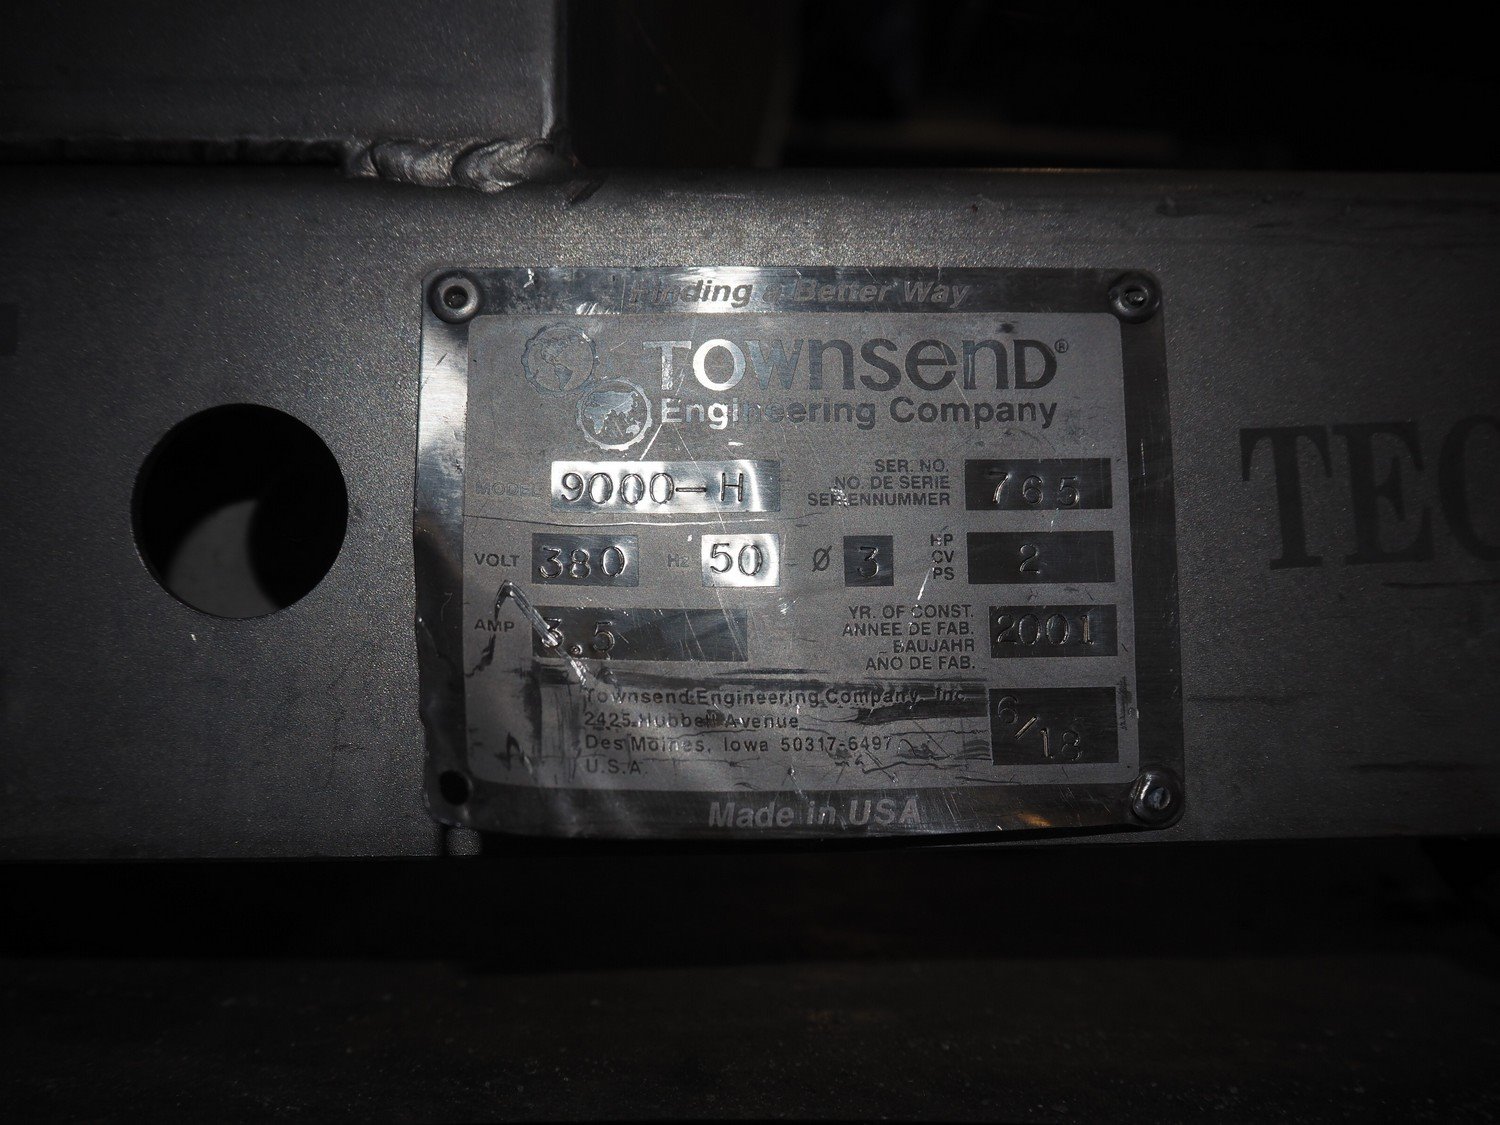 Finding a Better Way
TOWNSEND®
Engineering Company
MODEL 9000-H
SER. NO.
NO. DE SERIE
SERIENNUMMER
765
VOLT 380 Hz 50 Ø 3
HP
CV
PS
2
AMP 3.5
YR. OF CONST.
ANNEE DE FAB.
BAUJAHR
ANO DE FAB.
2001
Townsend Engineering Company, Inc.
2425 Hubbell Avenue
Des Moines, Iowa 50317-6497
U.S.A.
6/18
Made in USA